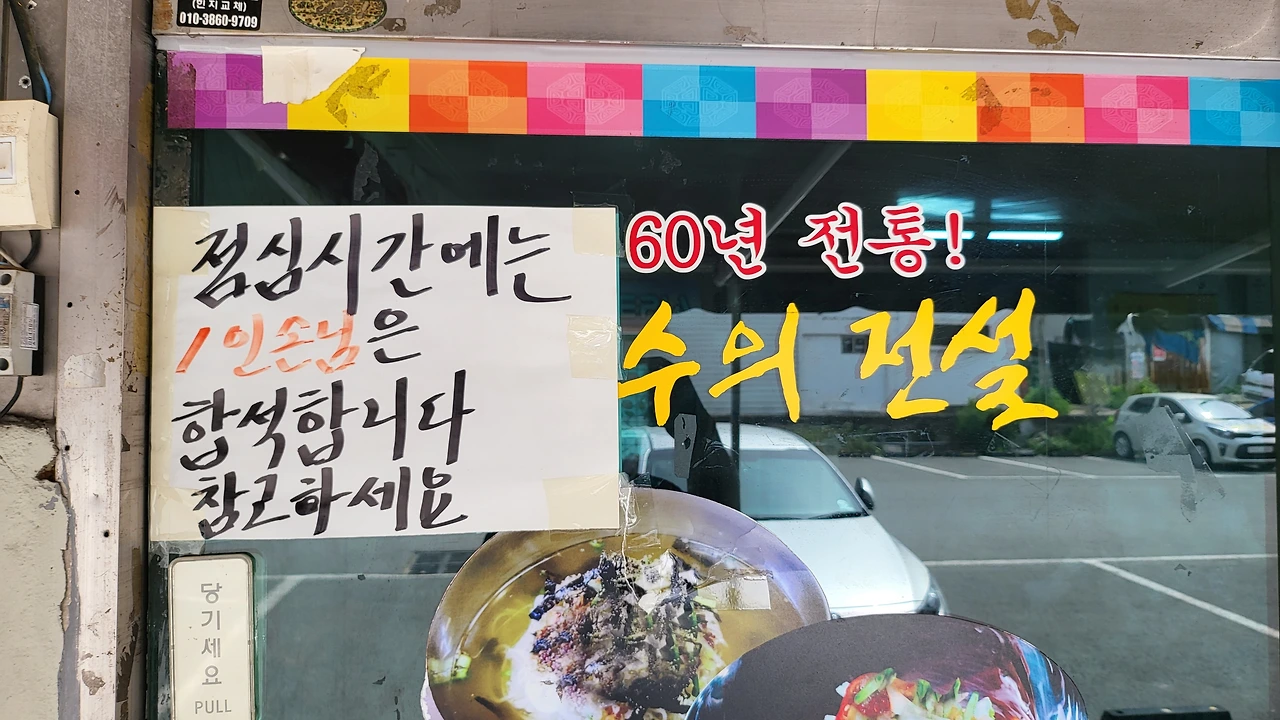 (힌지교체)
010-3860-9709
점심시간에는
1인손님은
합석합니다
참고하세요
60년 전통!
수의 전설
당기세요
PULL